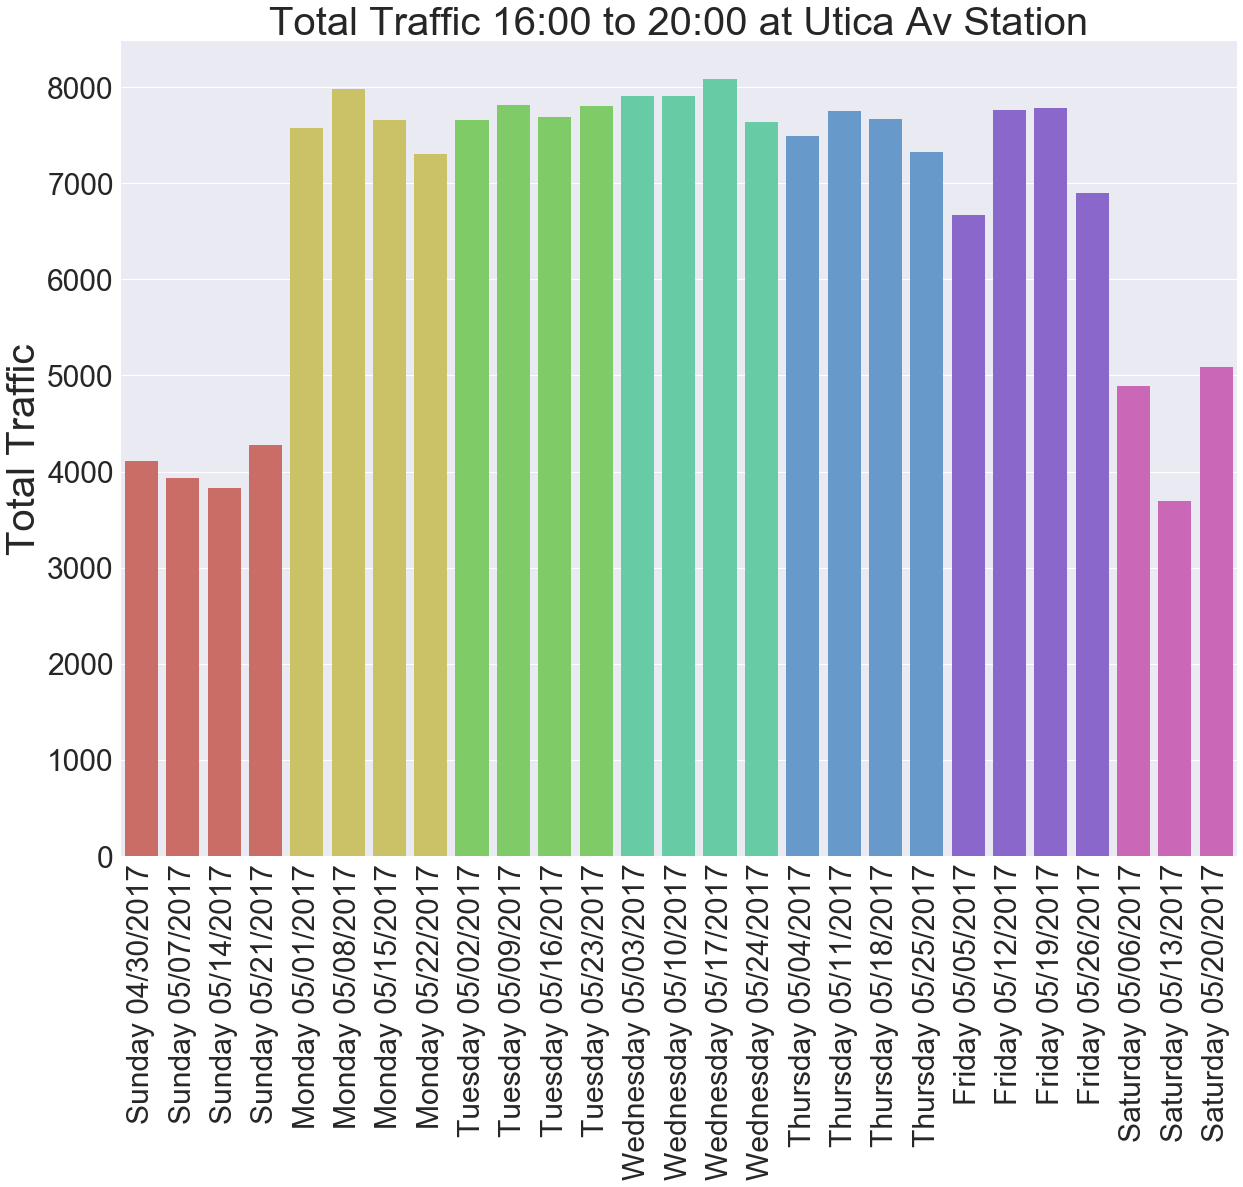 Total Traffic 16:00 to 20:00 at Utica Av Station
Total Traffic
8000
7000
6000
5000
4000
3000
2000
1000
0
Sunday 04/30/2017
Sunday 05/07/2017
Sunday 05/14/2017
Sunday 05/21/2017
Monday 05/01/2017
Monday 05/08/2017
Monday 05/15/2017
Monday 05/22/2017
Tuesday 05/02/2017
Tuesday 05/09/2017
Tuesday 05/16/2017
Tuesday 05/23/2017
Wednesday 05/03/2017
Wednesday 05/10/2017
Wednesday 05/17/2017
Wednesday 05/24/2017
Thursday 05/04/2017
Thursday 05/11/2017
Thursday 05/18/2017
Thursday 05/25/2017
Friday 05/05/2017
Friday 05/12/2017
Friday 05/19/2017
Friday 05/26/2017
Saturday 05/06/2017
Saturday 05/13/2017
Saturday 05/20/2017